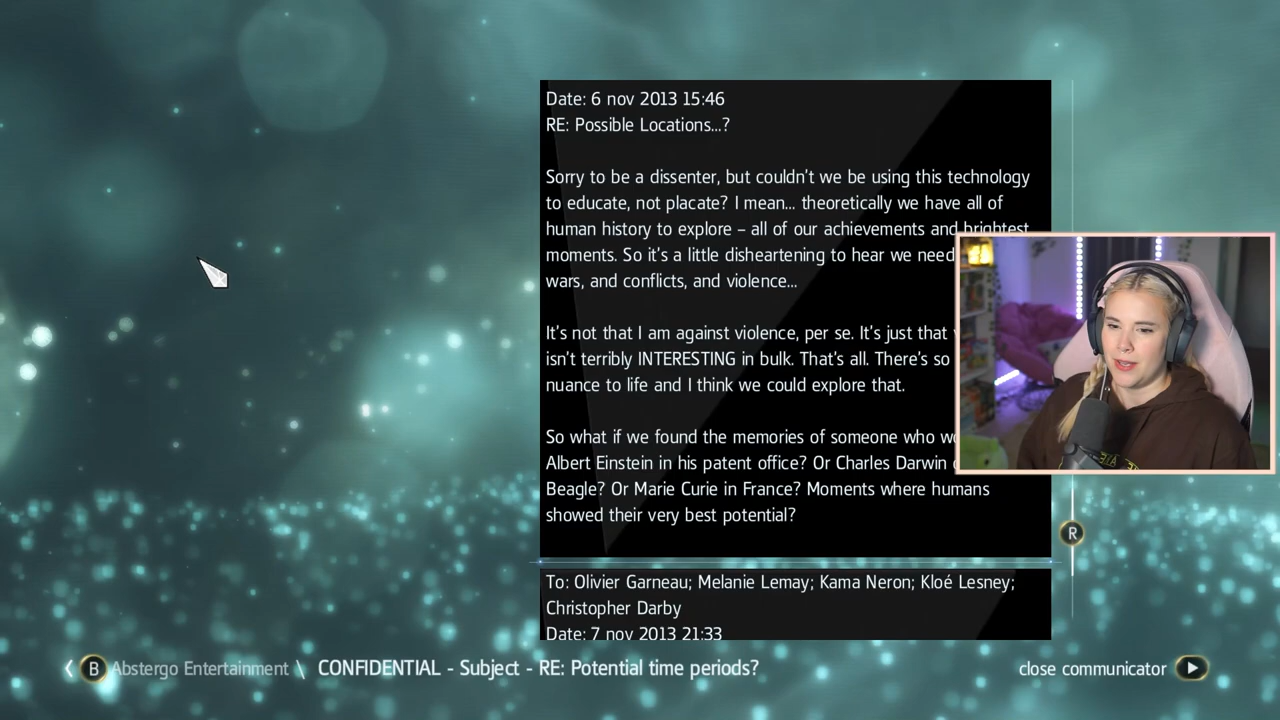 Date: 6 nov 2013 15:46
RE: Possible Locations...?
Sorry to be a dissenter, but couldn't we be using this technology
to educate, not placate? I mean... theoretically we have all of
human history to explore – all of our achievements and brightest
moments. So it's a little disheartening to hear we need
wars, and conflicts, and violence...
It's not that I am against violence, per se. It's just that
isn't terribly INTERESTING in bulk. That's all. There's so
nuance to life and I think we could explore that.
So what if we found the memories of someone who
Albert Einstein in his patent office? Or Charles Darwin
Beagle? Or Marie Curie in France? Moments where humans
showed their very best potential?
R
To: Olivier Garneau; Melanie Lemay; Kama Neron; Kloé Lesney;
Christopher Darby
Date: 7 nov 2013 21:33
B Abstergo Entertainment \ CONFIDENTIAL - Subject - RE: Potential time periods?
close communicator